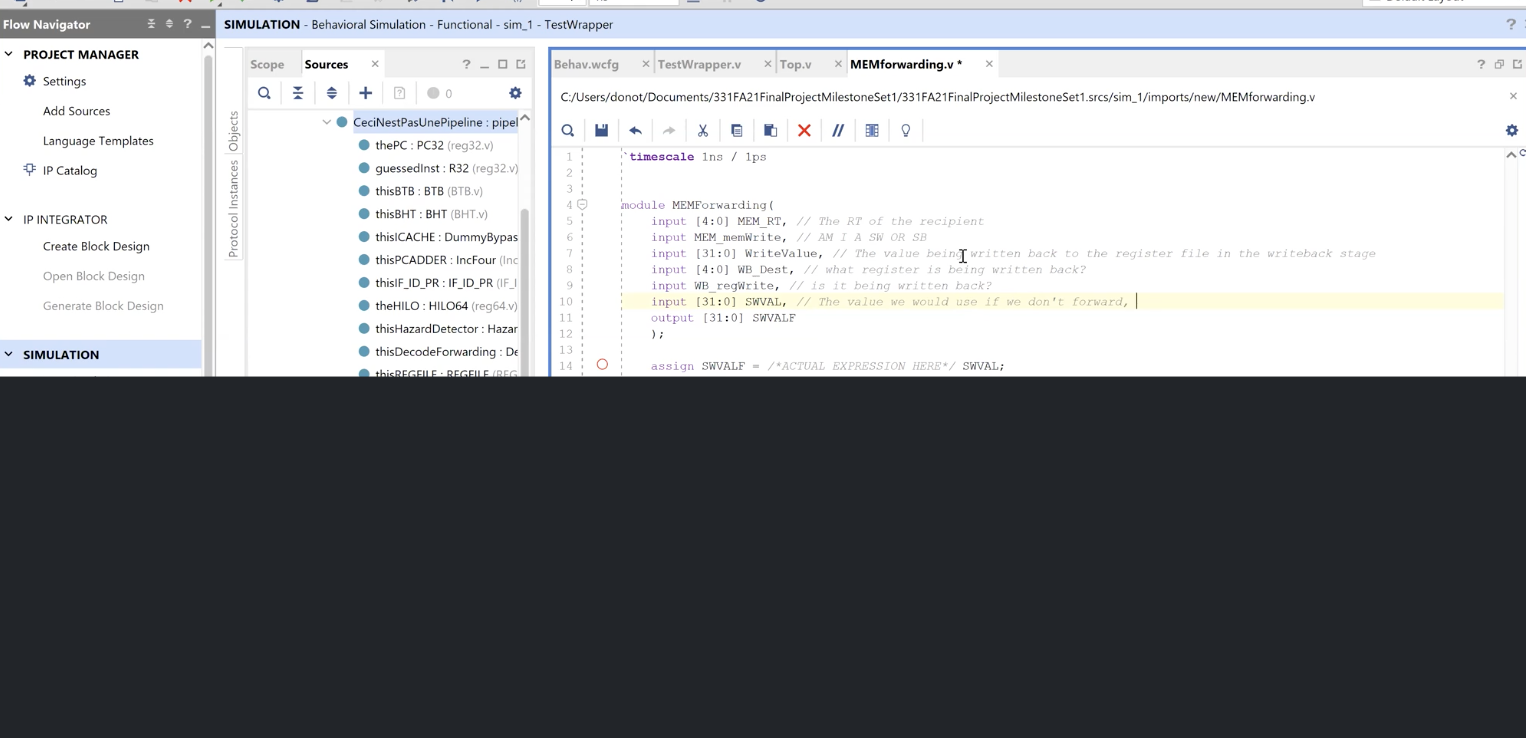 Flow Navigator
?
PROJECT MANAGER
Settings
Add Sources
Language Templates
IP Catalog
IP INTEGRATOR
Create Block Design
Open Block Design
Generate Block Design
SIMULATION
SIMULATION - Behavioral Simulation - Functional - sim_1 - TestWrapper
?
Objects
Protocol Instances
Scope
Sources
?
0
CeciNestPasUnePipeline : pipel
thePC : PC32 (reg32.v)
guessedInst : R32 (reg32.v)
thisBTB : BTB (BTB.v)
thisBHT : BHT (BHT.v)
thisICACHE : DummyBypas
thisPCADDER : IncFour (Inc
thisIF_ID_PR : IF_ID_PR (IF_I
theHILO : HILO64 (reg64.v)
thisHazardDetector : Hazar
thisDecodeForwarding : De
thisREGFILE : REGFILE (REG
Behav.wcfg
TestWrapper.v
Top.v
MEMforwarding.v *
?
C:/Users/donot/Documents/331FA21FinalProjectMilestoneSet1/331FA21FinalProjectMilestoneSet1.srcs/sim_1/imports/new/MEMforwarding.v
1 `timescale 1ns / 1ps
2
3
4 module MEMForwarding(
5 input [4:0] MEM_RT, // The RT of the recipient
6 input MEM_memWrite, // AM I A SW OR SB
7 input [31:0] WriteValue, // The value being written back to the register file in the writeback stage
8 input [4:0] WB_Dest, // what register is being written back?
9 input WB_regWrite, // is it being written back?
10 input [31:0] SWVAL, // The value we would use if we don't forward,
11 output [31:0] SWVALF
12 );
13
14 assign SWVALF = /*ACTUAL EXPRESSION HERE*/ SWVAL;